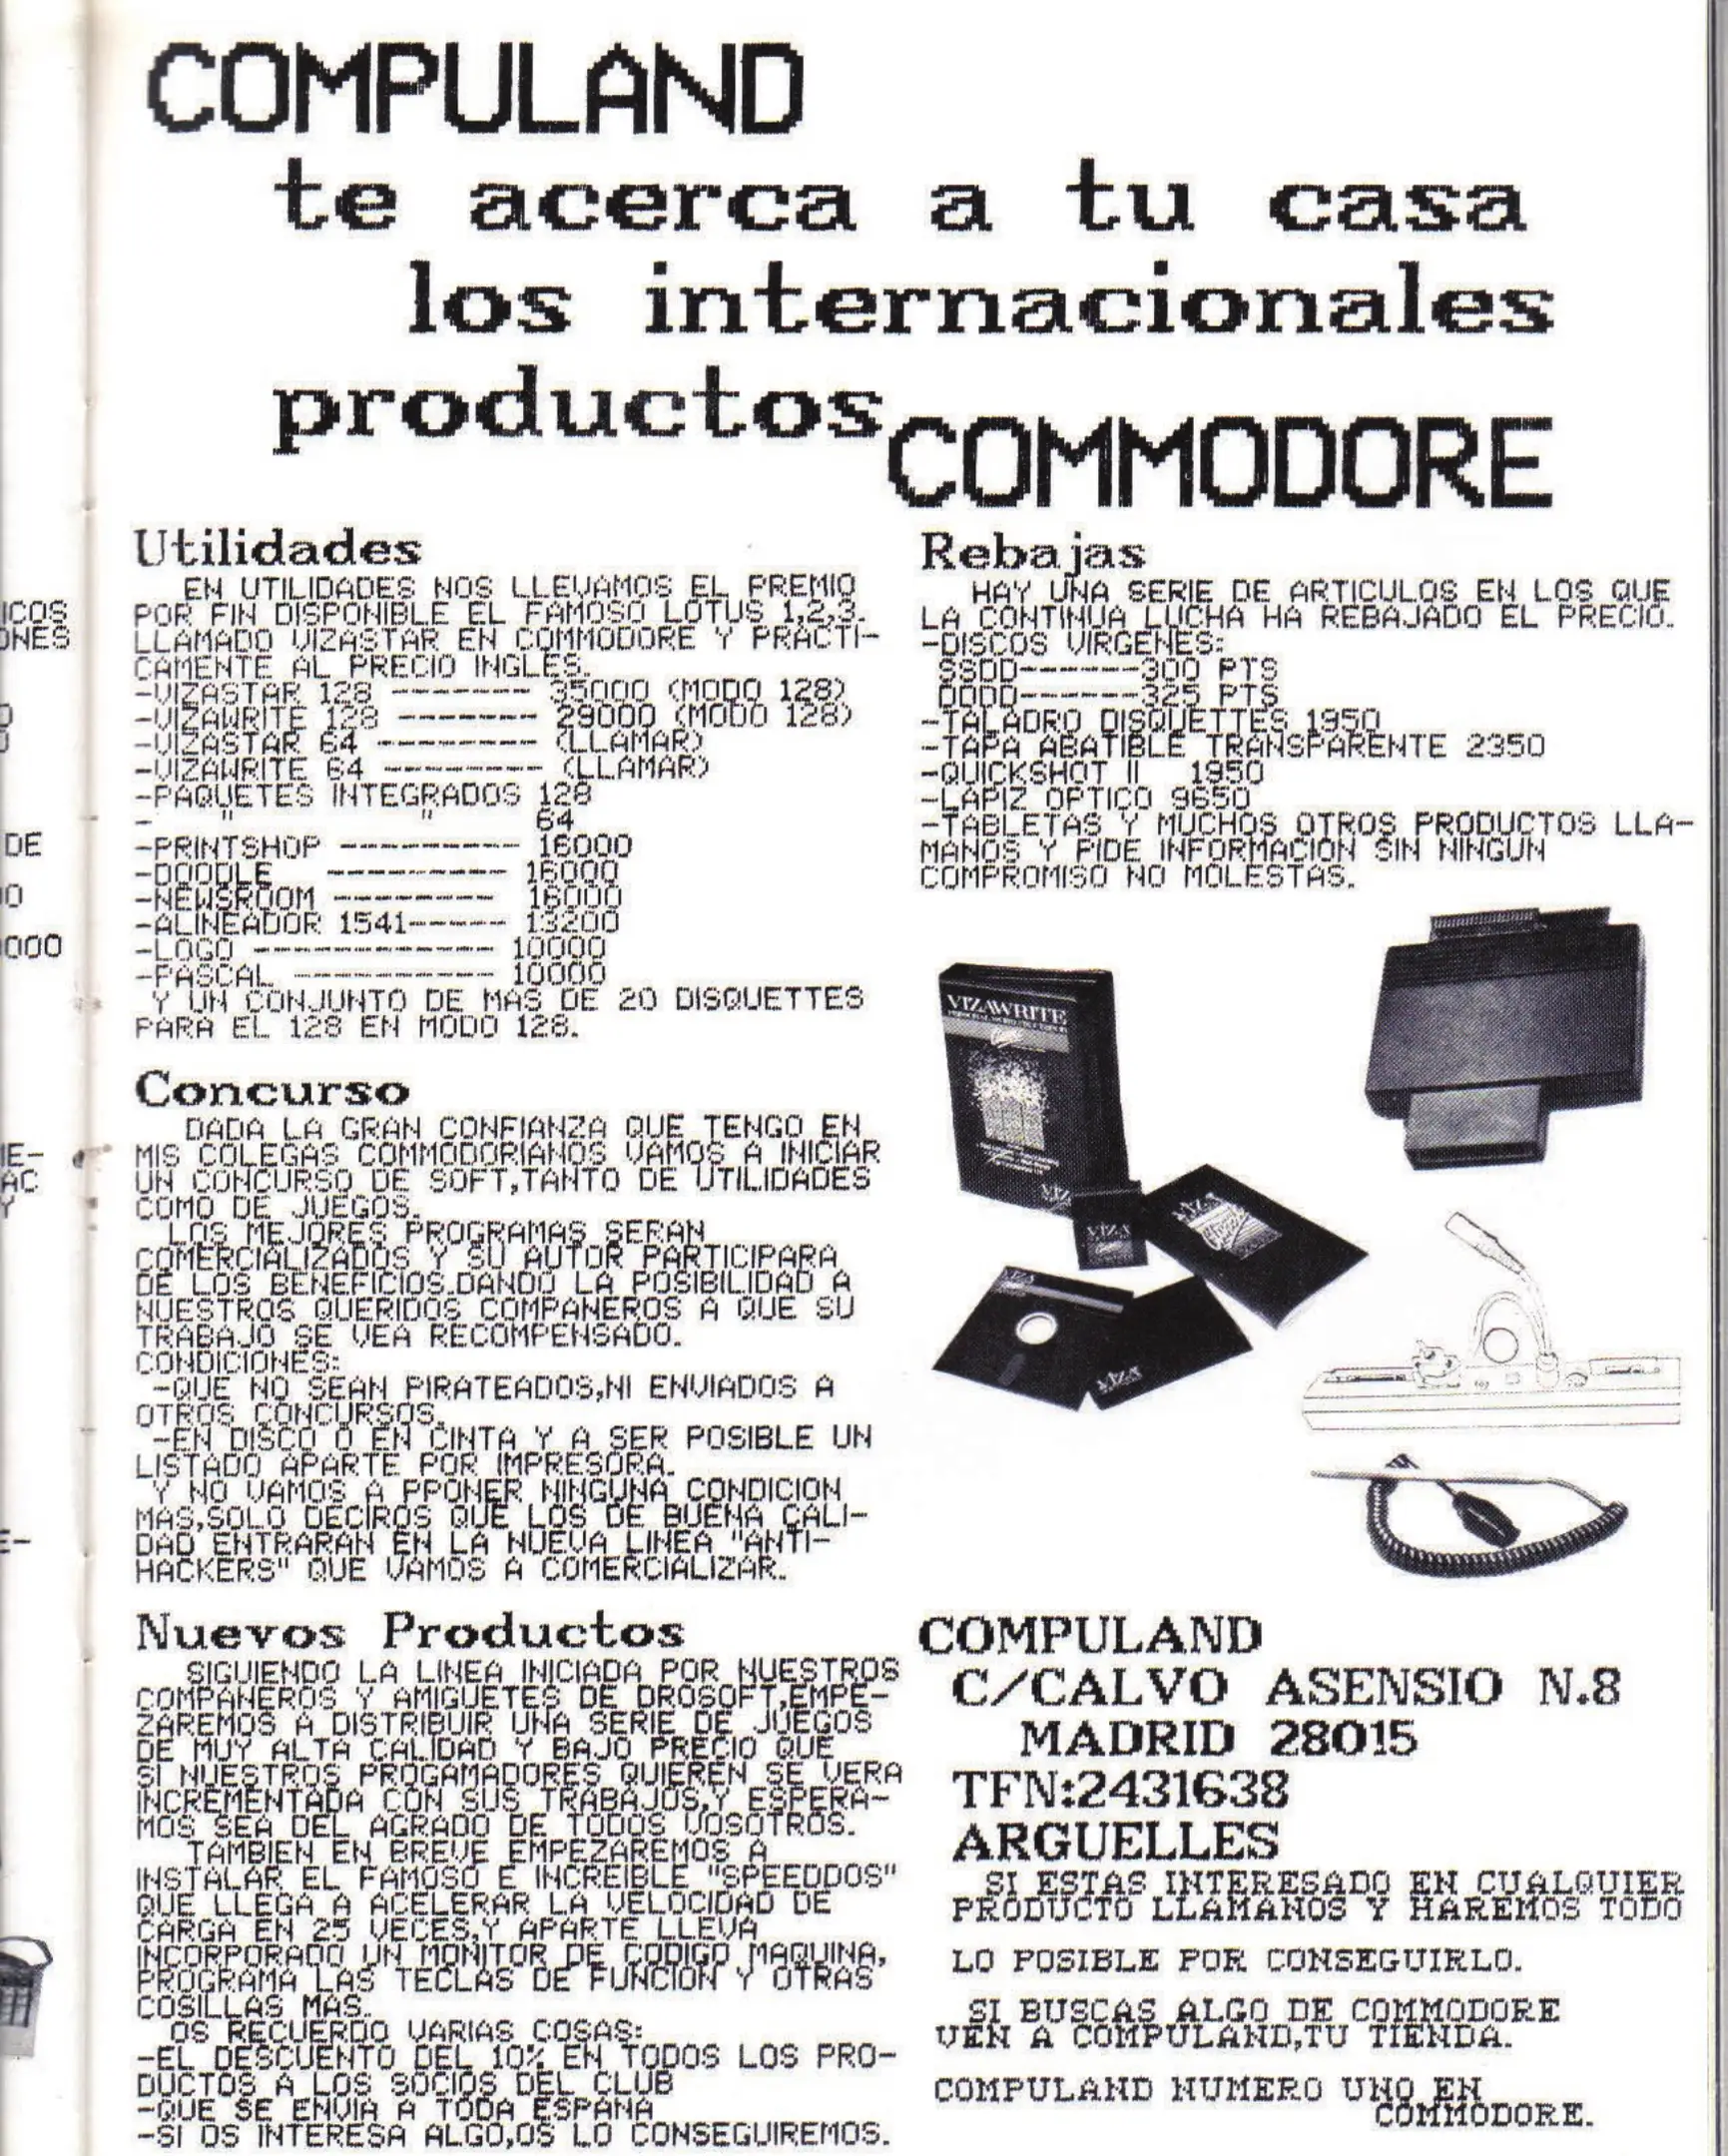 COMPULAND
te acerca a tu casa
los internacionales
productos COMMODORE
Utilidades
EN UTILIDADES NOS LLEVAMOS EL PREMIO
POR FIN DISPONIBLE EL FAMOSO LOTUS 1,2,3.
LLAMADO VIZASTAR EN COMMODORE Y PRACTI-
CAMENTE AL PRECIO INGLES.
-VIZASTAR 128 ------ 35000 (MODO 128)
-VIZAWRITE 128 ------ 29000 (MODO 128)
-VIZASTAR 64 ------- (LLAMAR)
-VIZAWRITE 64 ------- (LLAMAR)
-PAQUETES INTEGRADOS 128
- " " 64
-PRINTSHOP -------- 16000
-DOODLE -------- 16000
-NEWSROOM ------- 16000
-ALINEADOR 1541----- 13200
-LOGO ----------- 10000
-PASCAL --------- 10000
Y UN CONJUNTO DE MAS DE 20 DISQUETTES
PARA EL 128 EN MODO 128.
Concurso
DADA LA GRAN CONFIANZA QUE TENGO EN
MIS COLEGAS COMMODORIANOS VAMOS A INICIAR
UN CONCURSO DE SOFT,TANTO DE UTILIDADES
COMO DE JUEGOS.
LOS MEJORES PROGRAMAS SERAN
COMERCIALIZADOS Y SU AUTOR PARTICIPARA
DE LOS BENEFICIOS.DANDO LA POSIBILIDAD A
NUESTROS QUERIDOS COMPANEROS A QUE SU
TRABAJO SE VEA RECOMPENSADO.
CONDICIONES:
-QUE NO SEAN PIRATEADOS,NI ENVIADOS A
OTROS CONCURSOS.
-EN DISCO O EN CINTA Y A SER POSIBLE UN
LISTADO APARTE POR IMPRESORA.
Y NO VAMOS A PPONER NINGUNA CONDICION
MAS,SOLO DECIROS QUE LOS DE BUENA CALI-
DAD ENTRARAN EN LA NUEVA LINEA "ANTI-
HACKERS" QUE VAMOS A COMERCIALIZAR.
Nuevos Productos
SIGUIENDO LA LINEA INICIADA POR NUESTROS
COMPANEROS Y AMIGUETES DE DROSOFT,EMPE-
ZAREMOS A DISTRIBUIR UNA SERIE DE JUEGOS
DE MUY ALTA CALIDAD Y BAJO PRECIO QUE
SI NUESTROS PROGAMADORES QUIEREN SE VERA
INCREMENTADA CON SUS TRABAJOS,Y ESPERA-
MOS SEA DEL AGRADO DE TODOS VOSOTROS.
TAMBIEN EN BREVE EMPEZAREMOS A
INSTALAR EL FAMOSO E INCREIBLE "SPEEDDOS"
QUE LLEGA A ACELERAR LA VELOCIDAD DE
CARGA EN 25 VECES,Y APARTE LLEVA
INCORPORADO UN MONITOR DE CODIGO MAQUINA,
PROGRAMA LAS TECLAS DE FUNCION Y OTRAS
COSILLAS MAS.
OS RECUERDO VARIAS COSAS:
-EL DESCUENTO DEL 10% EN TODOS LOS PRO-
DUCTOS A LOS SOCIOS DEL CLUB
-QUE SE ENVIA A TODA ESPANA
-SI OS INTERESA ALGO,OS LO CONSEGUIREMOS.
Rebajas
HAY UNA SERIE DE ARTICULOS EN LOS QUE
LA CONTINUA LUCHA HA REBAJADO EL PRECIO.
-DISCOS VIRGENES:
SSDD------300 PTS
DDDD------325 PTS
-TALADRO DISQUETTES 1950
-TAPA ABATIBLE TRANSPARENTE 2350
-QUICKSHOT II 1950
-LAPIZ OPTICO 9650
-TABLETAS Y MUCHOS OTROS PRODUCTOS LLA-
MANOS Y PIDE INFORMACION SIN NINGUN
COMPROMISO NO MOLESTAS.
VIZAWRITE
VIZA
VIZA
VIZA
VIZA
VIZA
COMPULAND
C/CALVO ASENSIO N.8
MADRID 28015
TFN:2431638
ARGUELLES
SI ESTAS INTERESADO EN CUALQUIER
PRODUCTO LLAMANOS Y HAREMOS TODO
LO POSIBLE POR CONSEGUIRLO.
SI BUSCAS ALGO DE COMMODORE
VEN A COMPULAND,TU TIENDA.
COMPULAND NUMERO UNO EN
COMMODORE.